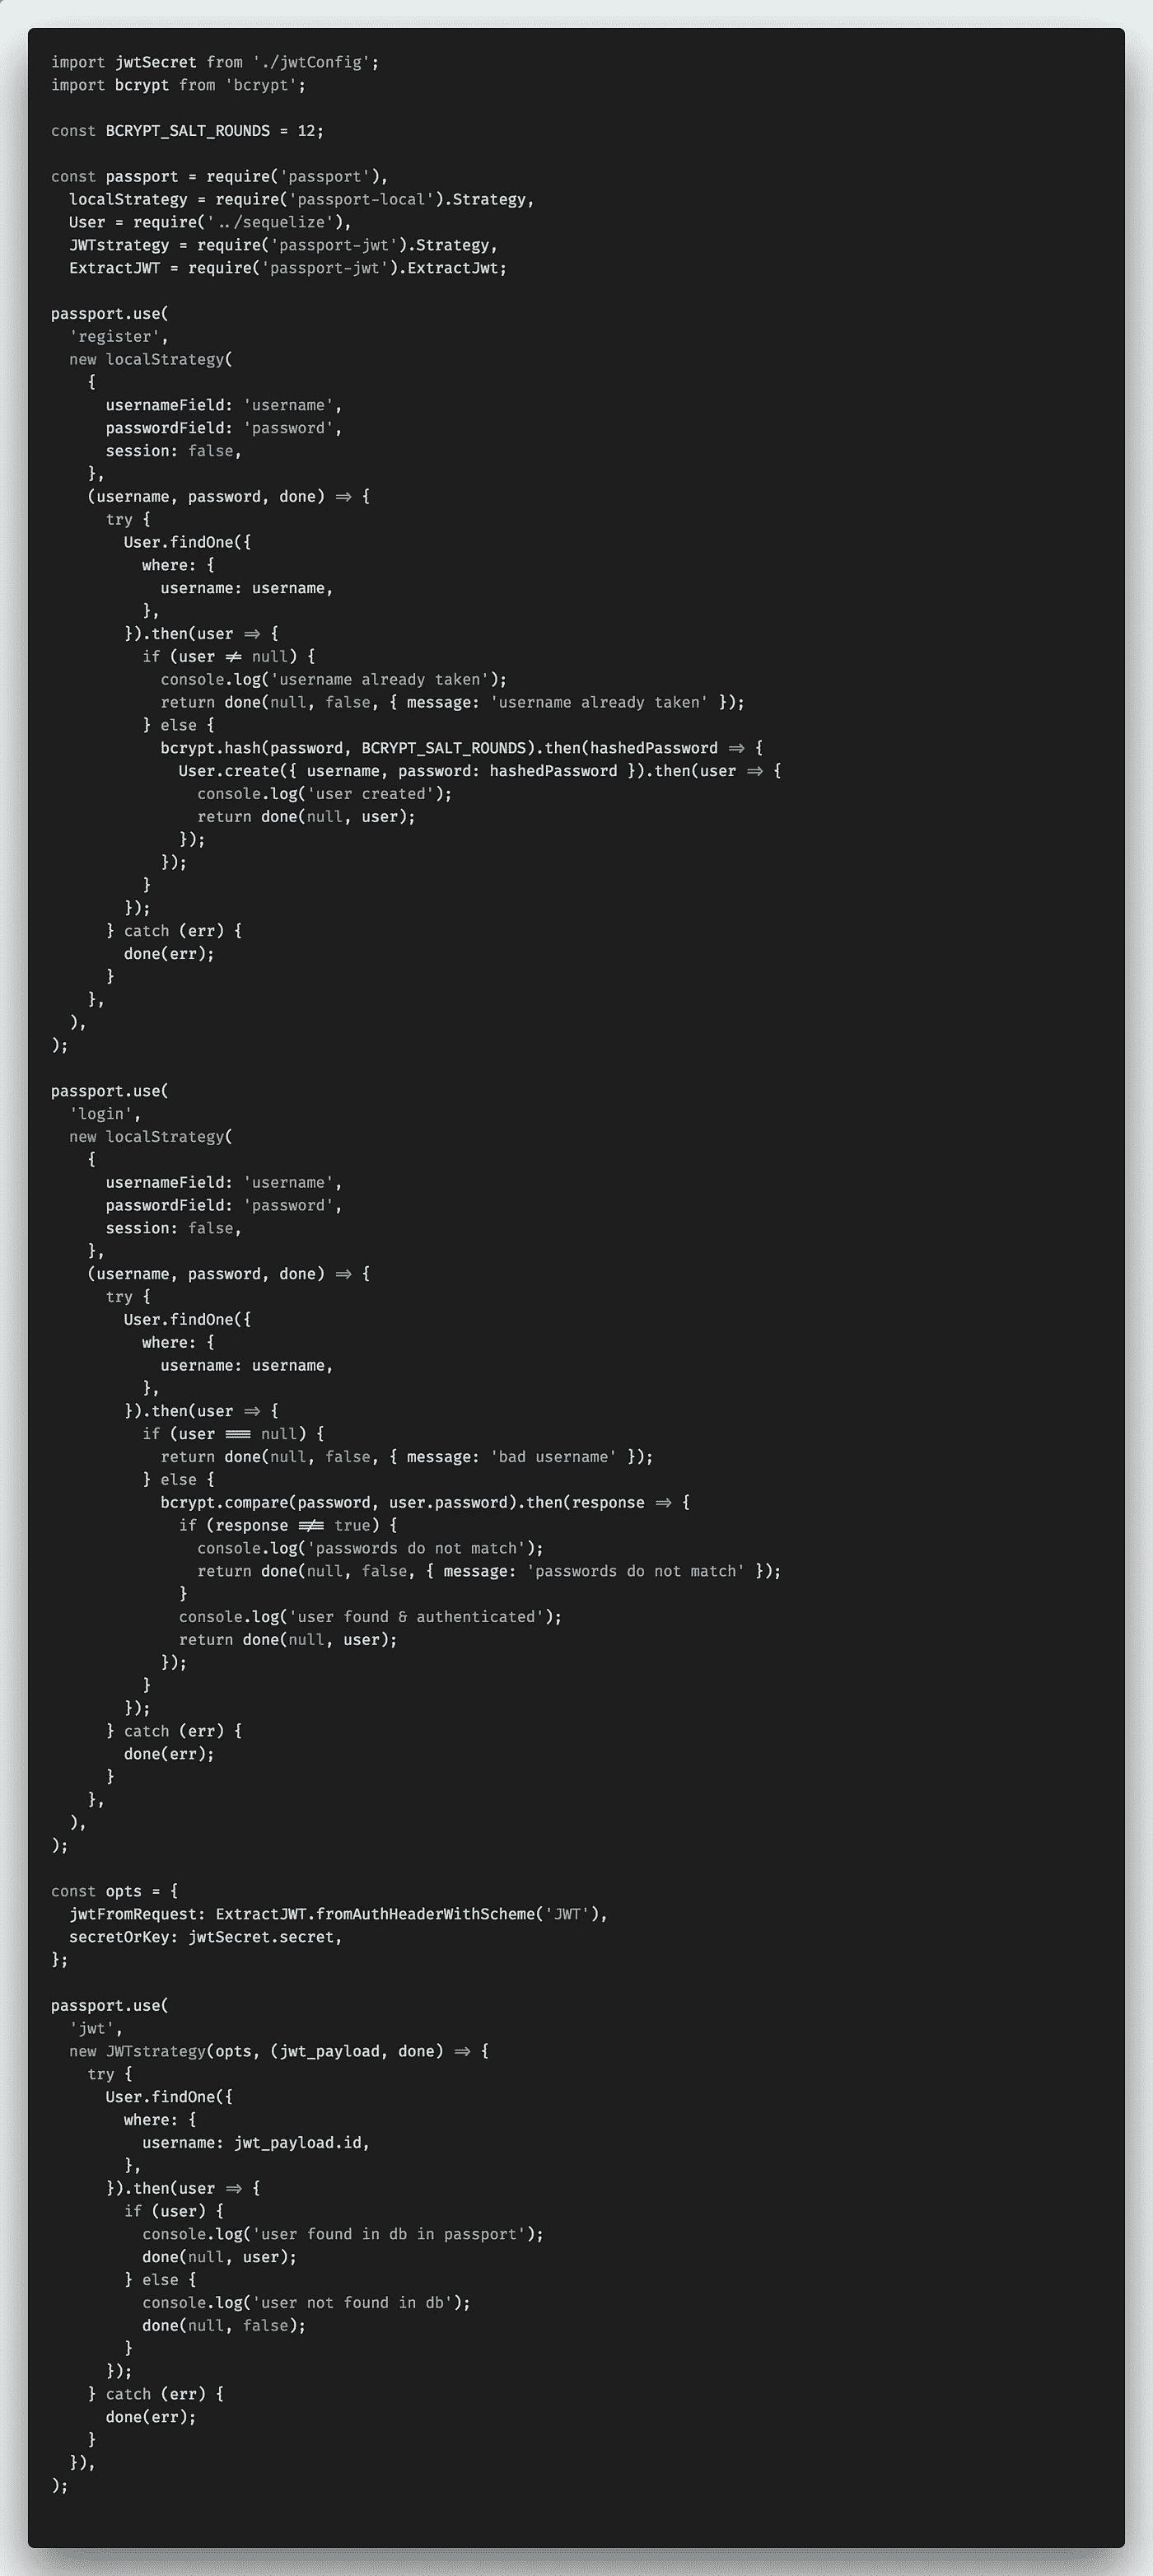 import jwtSecret from './jwtConfig';
import bcrypt from 'bcrypt';

const BCRYPT_SALT_ROUNDS = 12;

const passport = require('passport'),
  localStrategy = require('passport-local').Strategy,
  User = require('../sequelize'),
  JWTstrategy = require('passport-jwt').Strategy,
  ExtractJWT = require('passport-jwt').ExtractJwt;

passport.use(
  'register',
  new localStrategy(
    {
      usernameField: 'username',
      passwordField: 'password',
      session: false,
    },
    (username, password, done) => {
      try {
        User.findOne({
          where: {
            username: username,
          },
        }).then(user => {
          if (user != null) {
            console.log('username already taken');
            return done(null, false, { message: 'username already taken' });
          } else {
            bcrypt.hash(password, BCRYPT_SALT_ROUNDS).then(hashedPassword => {
              User.create({ username, password: hashedPassword }).then(user => {
                console.log('user created');
                return done(null, user);
              });
            });
          }
        });
      } catch (err) {
        done(err);
      }
    },
  ),
);

passport.use(
  'login',
  new localStrategy(
    {
      usernameField: 'username',
      passwordField: 'password',
      session: false,
    },
    (username, password, done) => {
      try {
        User.findOne({
          where: {
            username: username,
          },
        }).then(user => {
          if (user === null) {
            return done(null, false, { message: 'bad username' });
          } else {
            bcrypt.compare(password, user.password).then(response => {
              if (response !== true) {
                console.log('passwords do not match');
                return done(null, false, { message: 'passwords do not match' });
              }
              console.log('user found & authenticated');
              return done(null, user);
            });
          }
        });
      } catch (err) {
        done(err);
      }
    },
  ),
);

const opts = {
  jwtFromRequest: ExtractJWT.fromAuthHeaderWithScheme('JWT'),
  secretOrKey: jwtSecret.secret,
};

passport.use(
  'jwt',
  new JWTstrategy(opts, (jwt_payload, done) => {
    try {
      User.findOne({
        where: {
          username: jwt_payload.id,
        },
      }).then(user => {
        if (user) {
          console.log('user found in db in passport');
          done(null, user);
        } else {
          console.log('user not found in db');
          done(null, false);
        }
      });
    } catch (err) {
      done(err);
    }
  }),
);